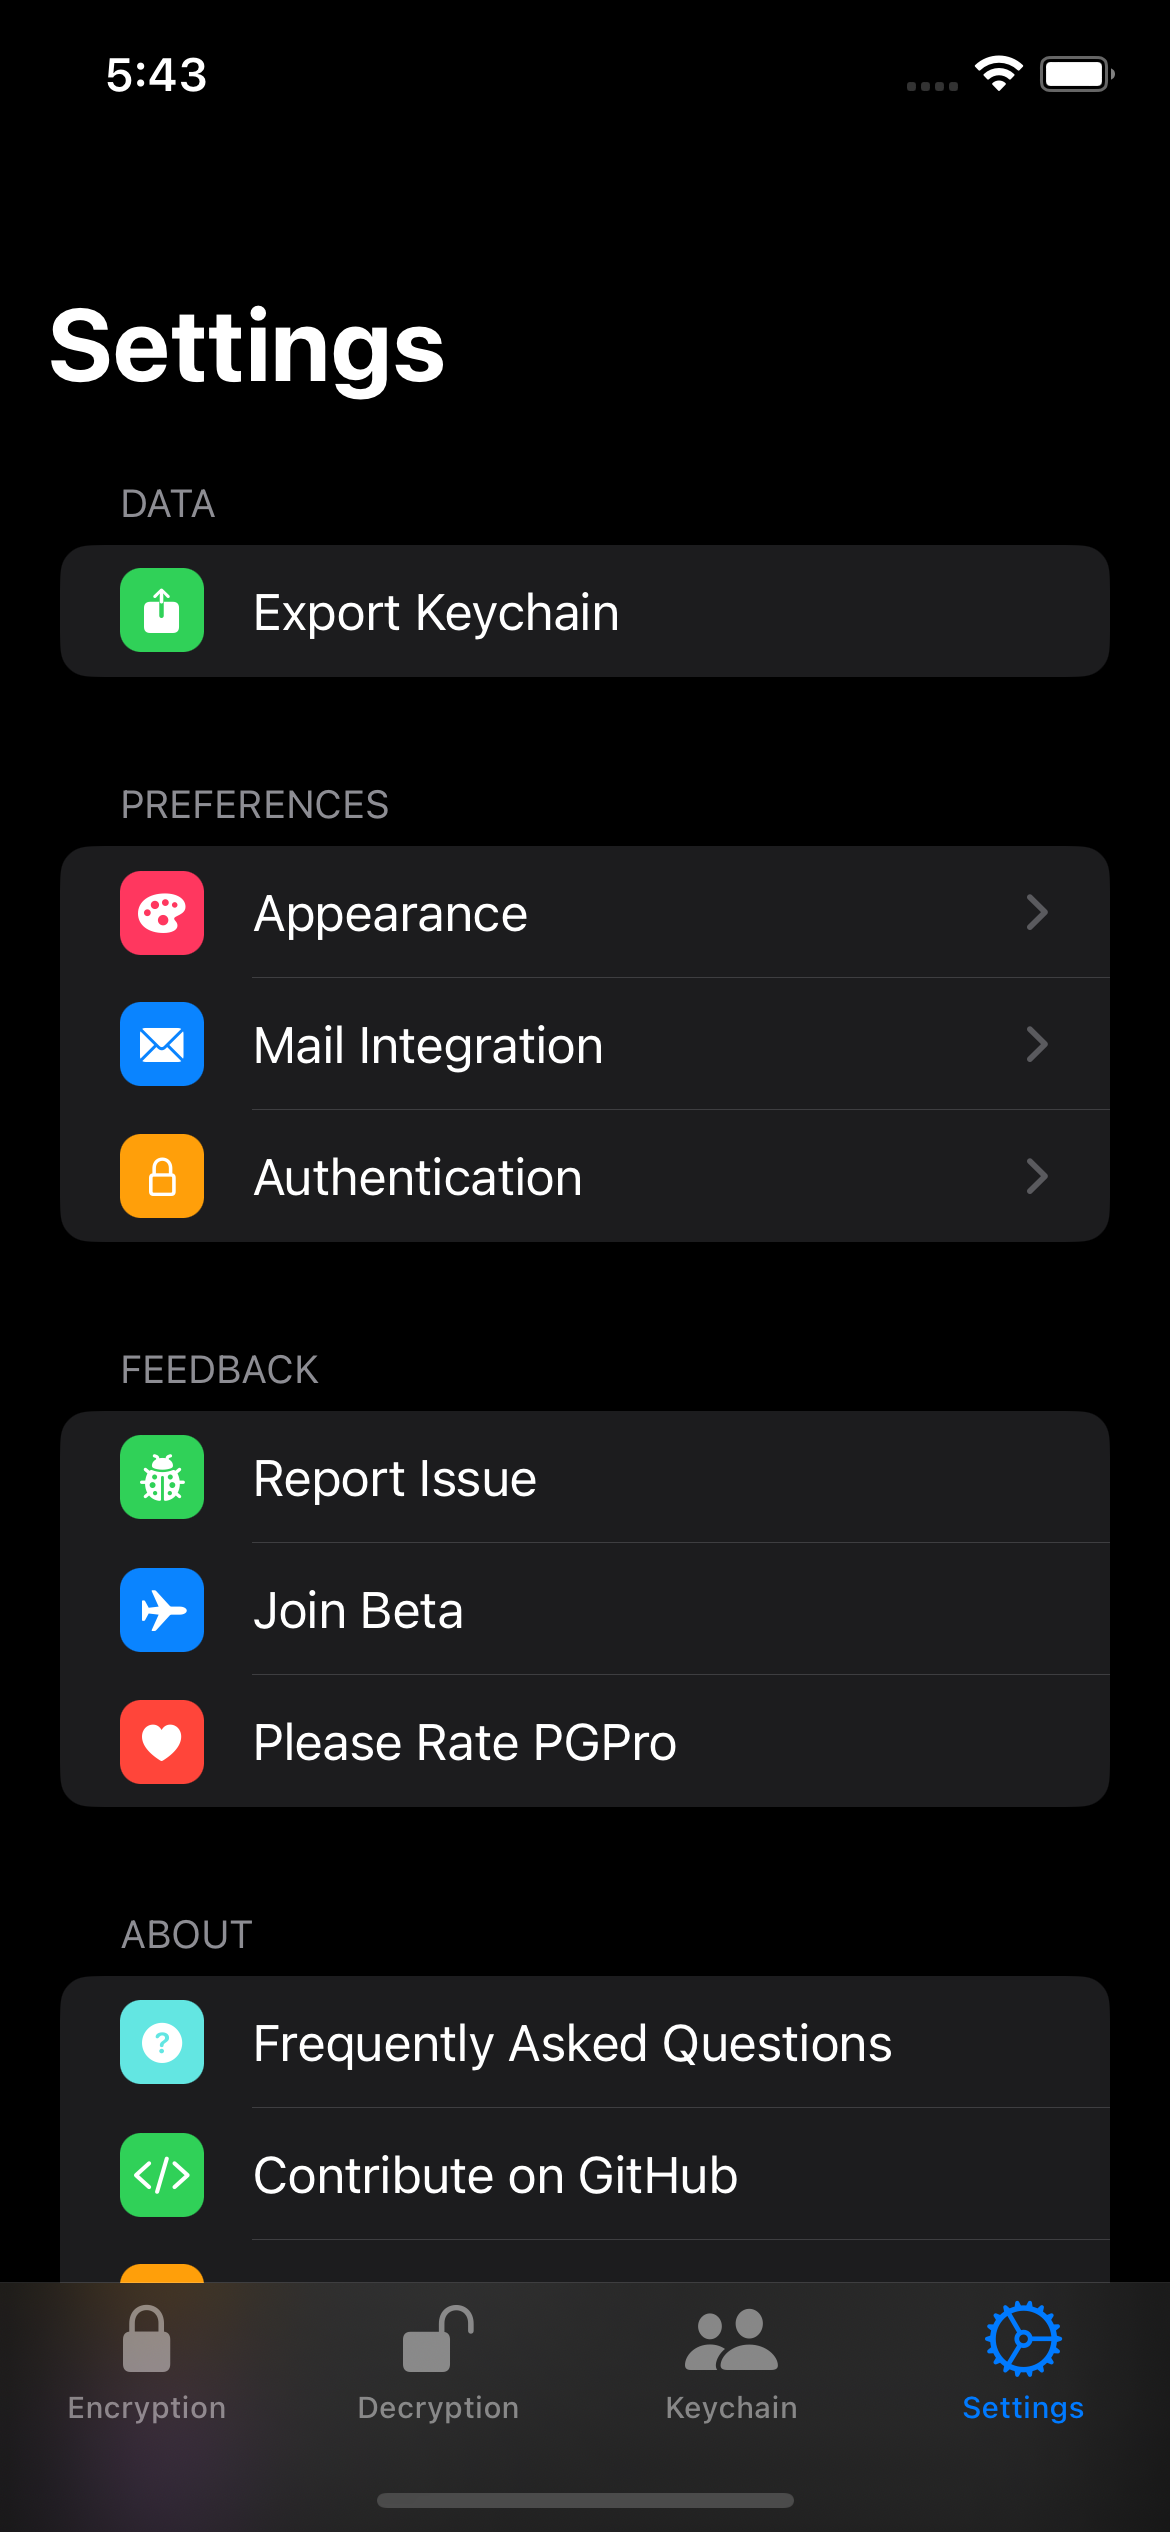 5:43
Settings
DATA
Export Keychain
PREFERENCES
Appearance
Mail Integration
Authentication
FEEDBACK
Report Issue
Join Beta
Please Rate PGPro
ABOUT
Frequently Asked Questions
Contribute on GitHub
Encryption
Decryption
Keychain
Settings